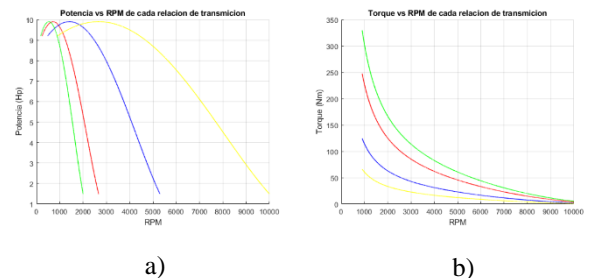 Potencia vs RPM de cada relacion de transmicion
Potencia (Hp)
10
9
8
7
6
5
4
3
2
1
0 1000 2000 3000 4000 5000 6000 7000 8000 9000 10000
RPM
a)
Torque vs RPM de cada relacion de transmicion
Torque (Nm)
350
300
250
200
150
100
50
0
0 1000 2000 3000 4000 5000 6000 7000 8000 9000 10000
RPM
b)